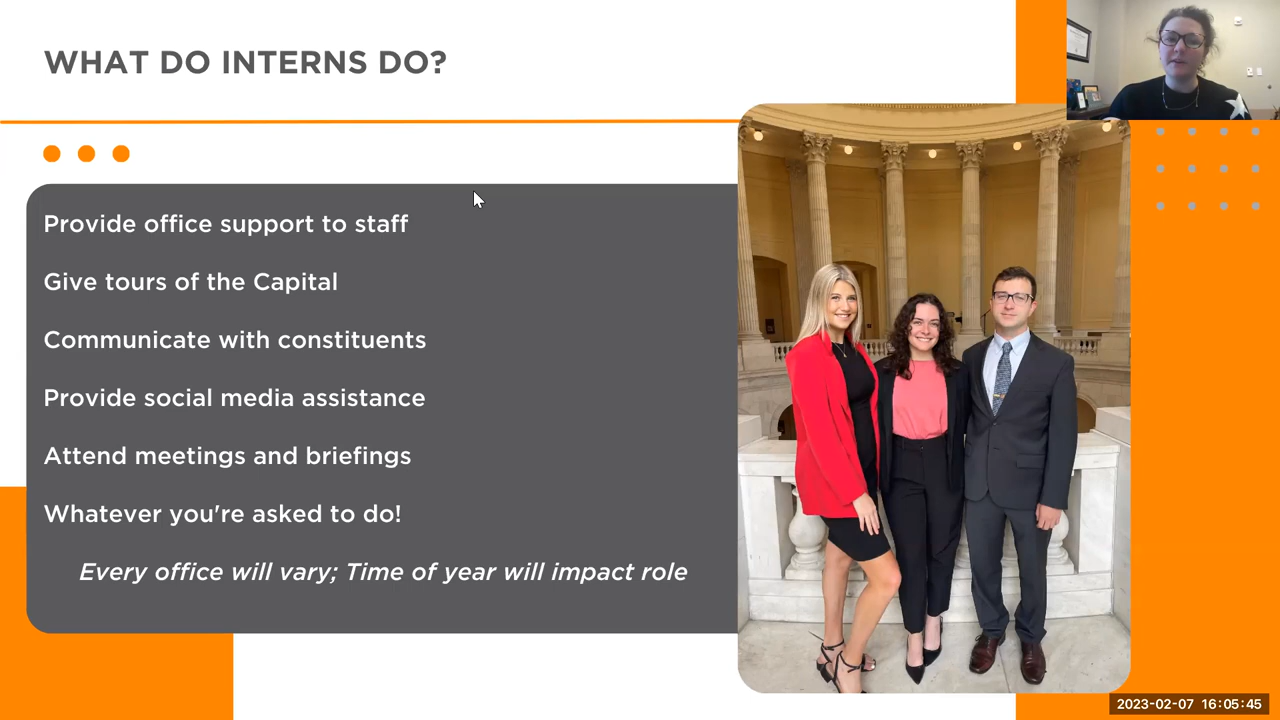 WHAT DO INTERNS DO?
Provide office support to staff
Give tours of the Capital
Communicate with constituents
Provide social media assistance
Attend meetings and briefings
Whatever you're asked to do!
Every office will vary; Time of year will impact role
2023-02-07 16:05:45